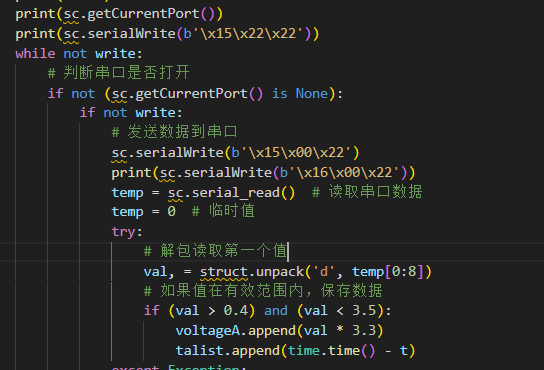 print(sc.getCurrentPort())
print(sc.serialWrite(b'\x15\x22\x22'))
while not write:
    # 判断串口是否打开
    if not (sc.getCurrentPort() is None):
        if not write:
            # 发送数据到串口
            sc.serialWrite(b'\x15\x00\x22')
            print(sc.serialWrite(b'\x16\x00\x22'))
            temp = sc.serial_read()  # 读取串口数据
            temp = 0  # 临时值
            try:
                # 解包读取第一个值
                val, = struct.unpack('d', temp[0:8])
                # 如果值在有效范围内，保存数据
                if (val > 0.4) and (val < 3.5):
                    voltageA.append(val * 3.3)
                    talist.append(time.time() - t)
            except Exception: